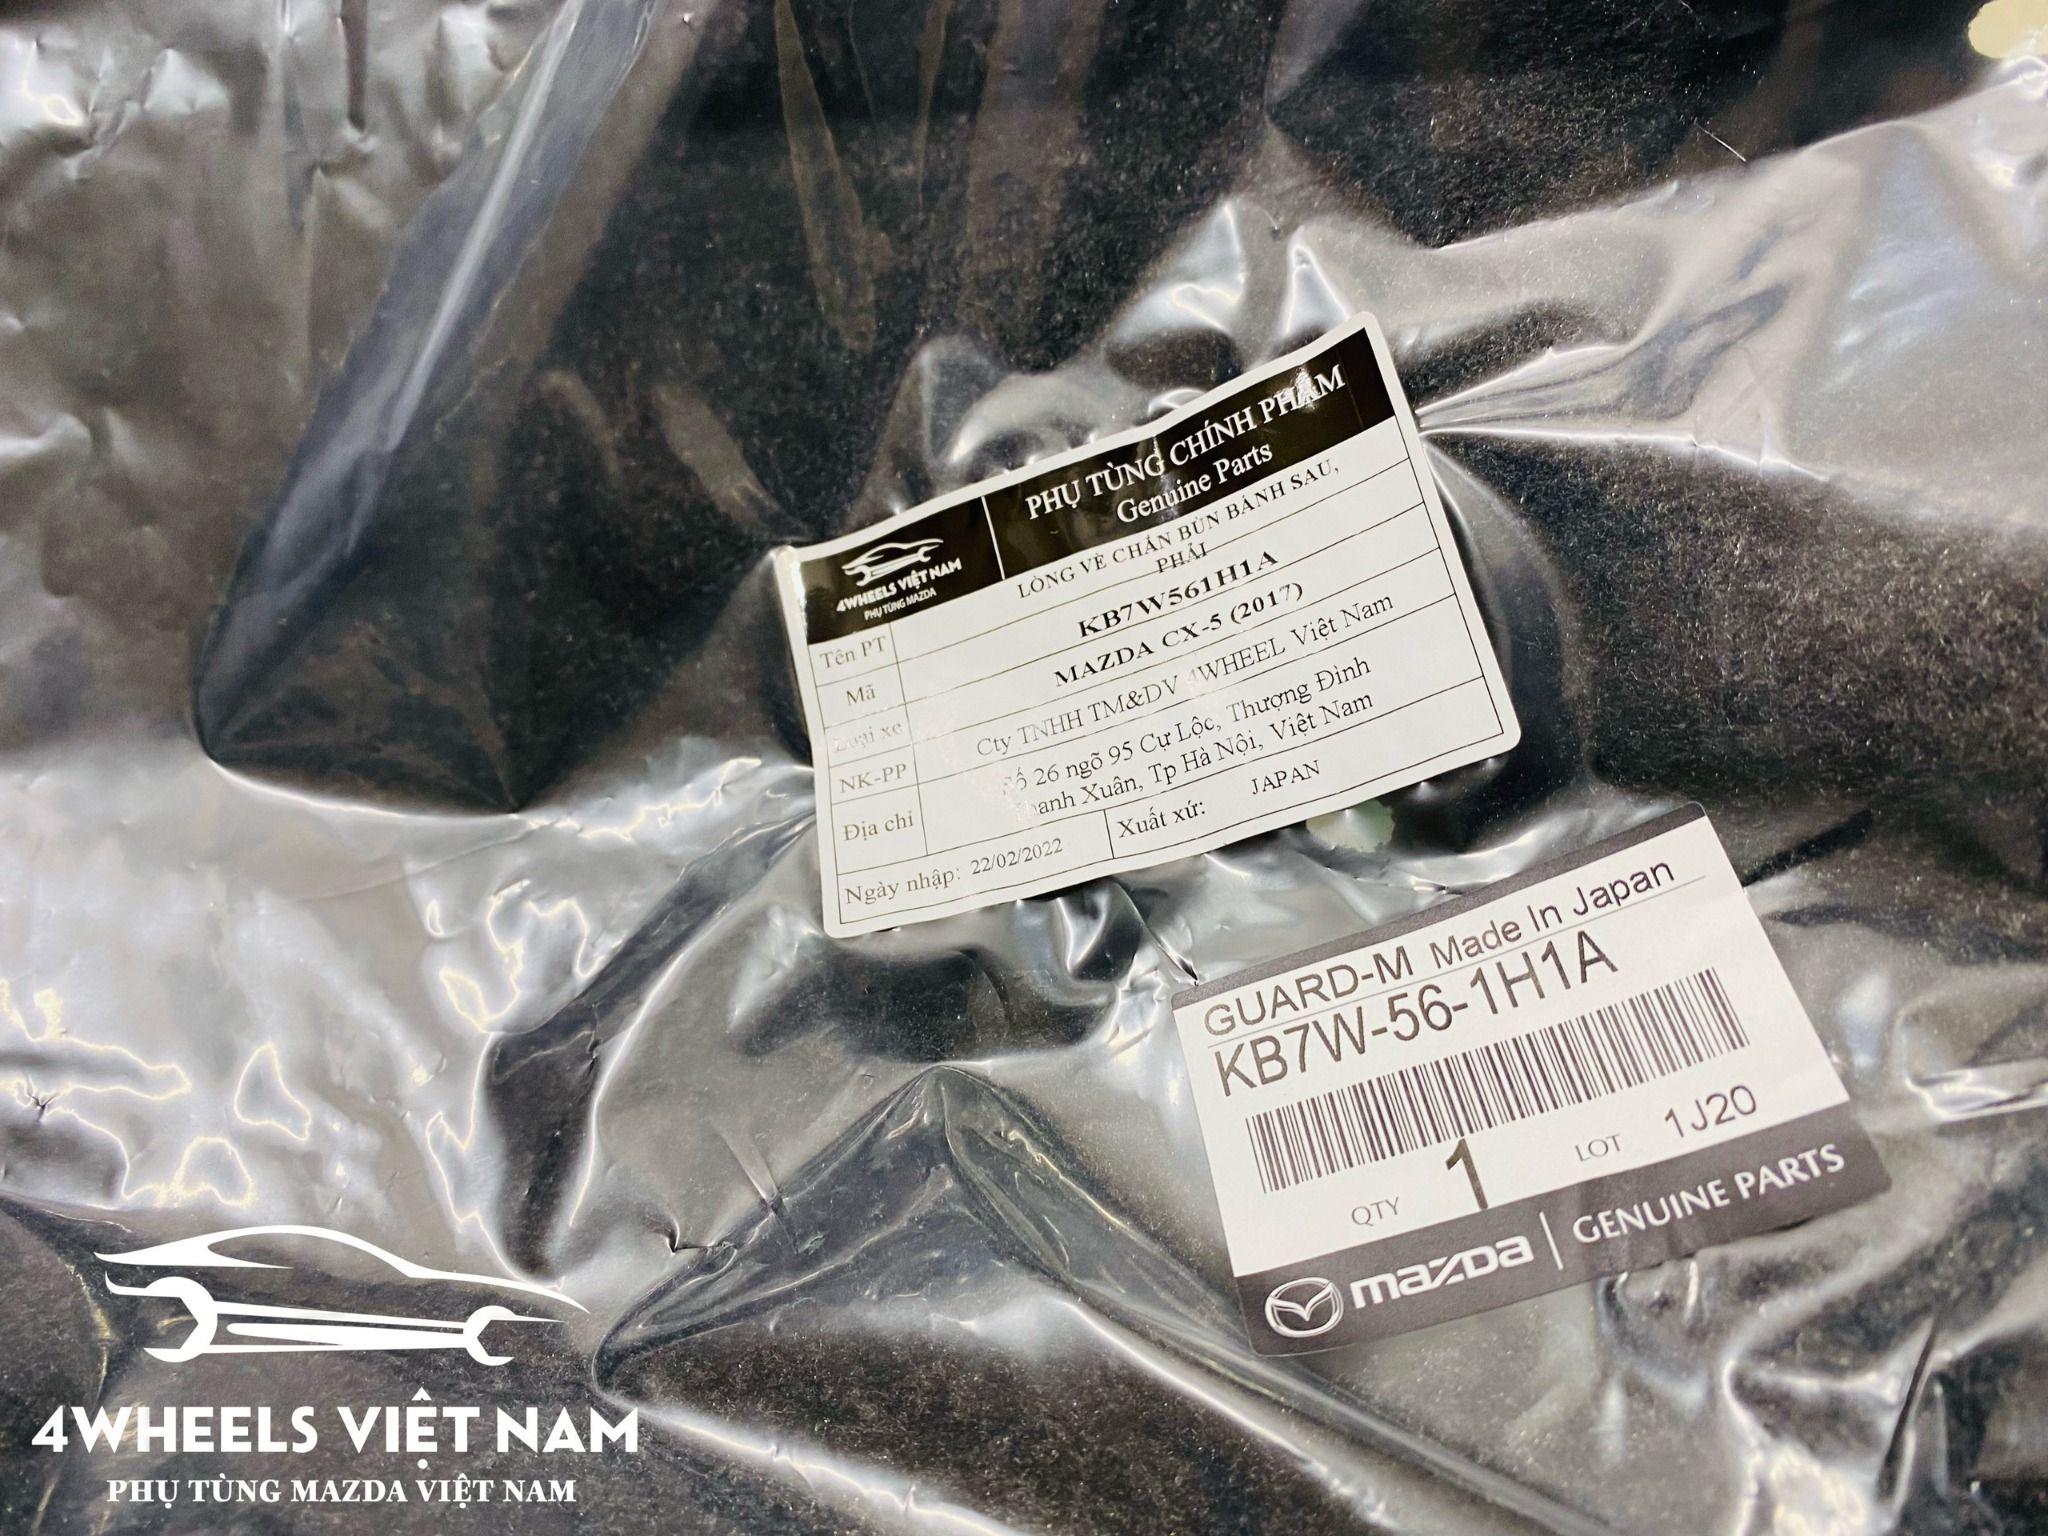 PHỤ TÙNG CHÍNH PHẨM
Genuine Parts
4WHEELS VIỆT NAM
PHỤ TÙNG MAZDA
Tên PT
LÒNG VÈ CHẮN BÙN BÁNH SAU,
PHẢI
Mã
KB7W561H1A
Loại xe
MAZDA CX-5 (2017)
NK-PP
Cty TNHH TM&DV 4WHEEL Việt Nam
Địa chỉ
Số 26 ngõ 95 Cự Lộc, Thượng Đình
Thanh Xuân, Tp Hà Nội, Việt Nam
Ngày nhập: 22/02/2022
Xuất xứ: JAPAN
GUARD-M Made In Japan
KB7W-56-1H1A
QTY 1 LOT 1J20
mazda GENUINE PARTS
4WHEELS VIỆT NAM
PHỤ TÙNG MAZDA VIỆT NAM